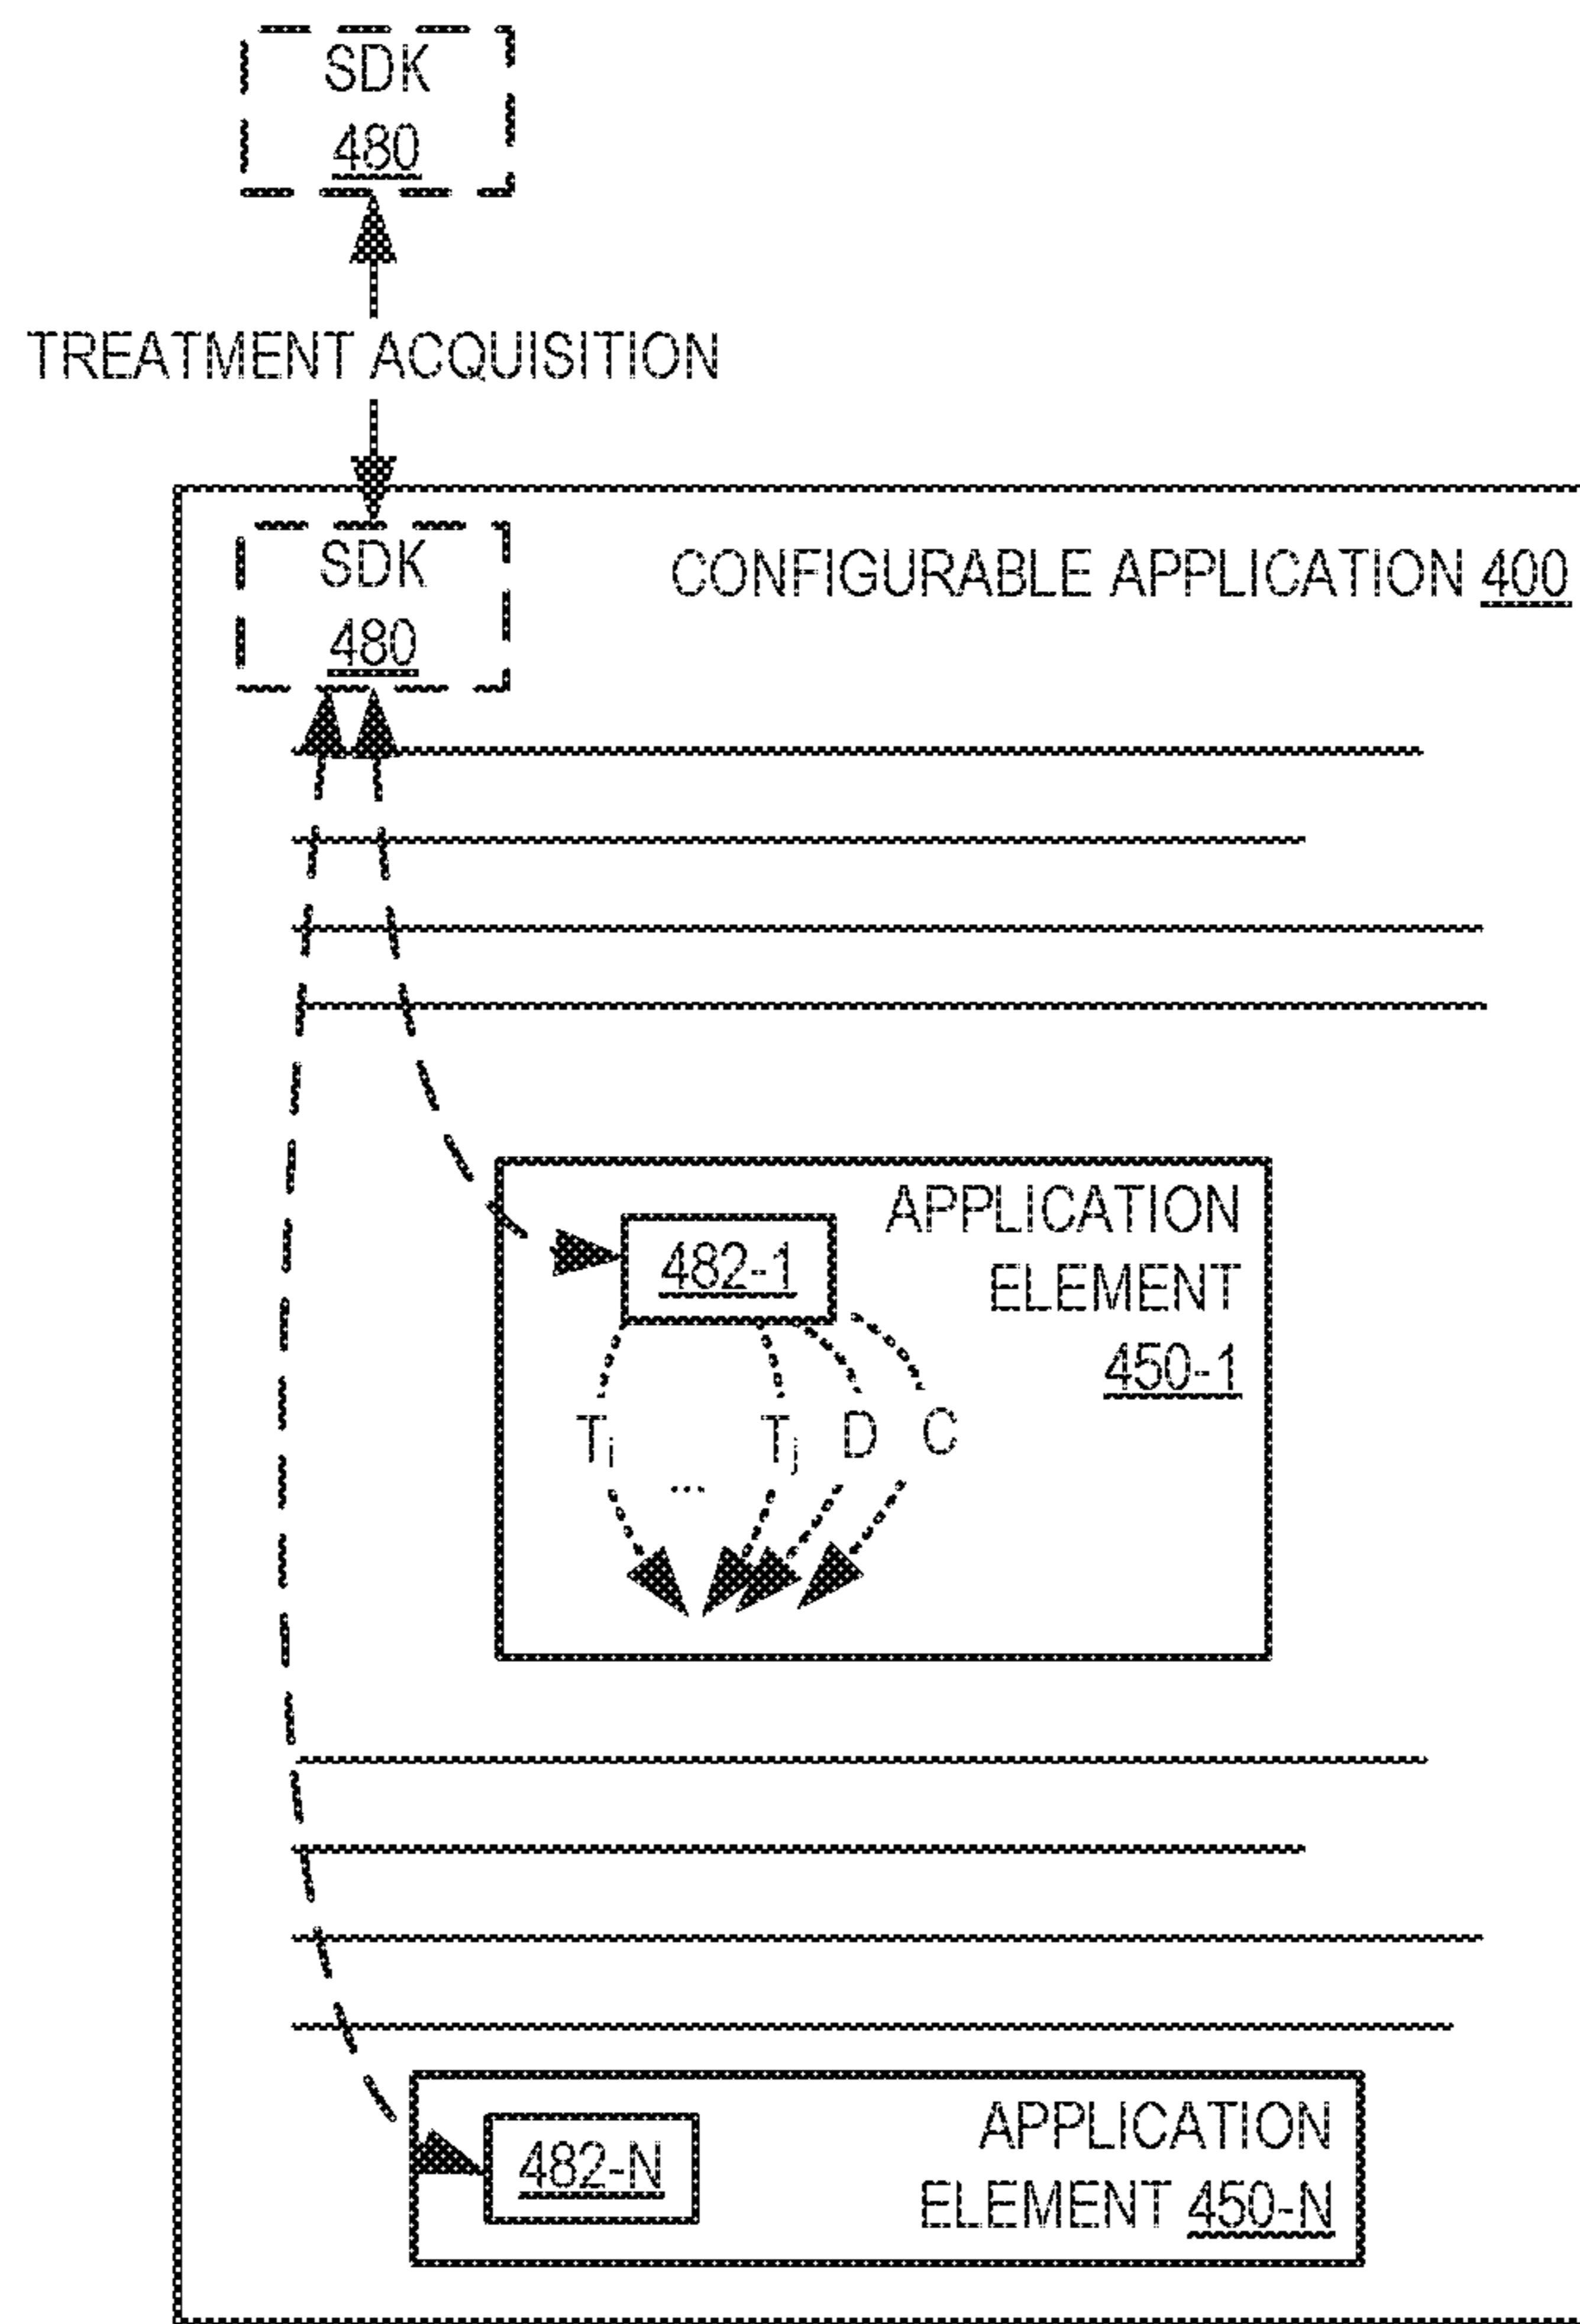 SDK
480
TREATMENT ACQUISITION
SDK
480
CONFIGURABLE APPLICATION 400
APPLICATION
ELEMENT
450-1
482-1
Ti
...
Tj
D
C
APPLICATION
ELEMENT 450-N
482-N